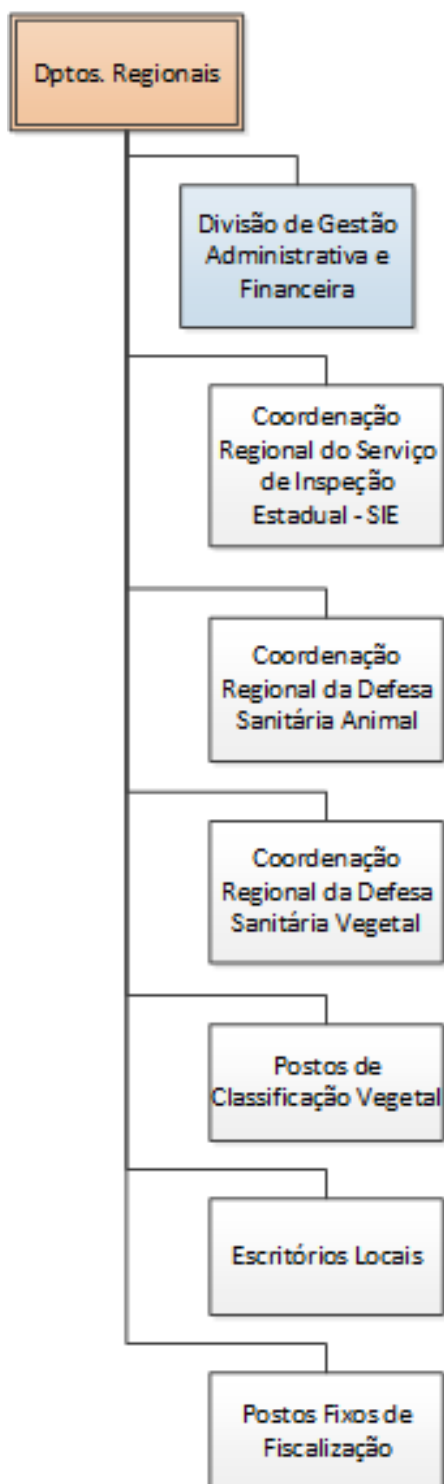 Dptos. Regionais
Divisão de Gestão
Administrativa e
Financeira
Coordenação
Regional do Serviço
de Inspeção
Estadual - SIE
Coordenação
Regional da Defesa
Sanitária Animal
Coordenação
Regional da Defesa
Sanitária Vegetal
Postos de
Classificação Vegetal
Escritórios Locais
Postos Fixos de
Fiscalização